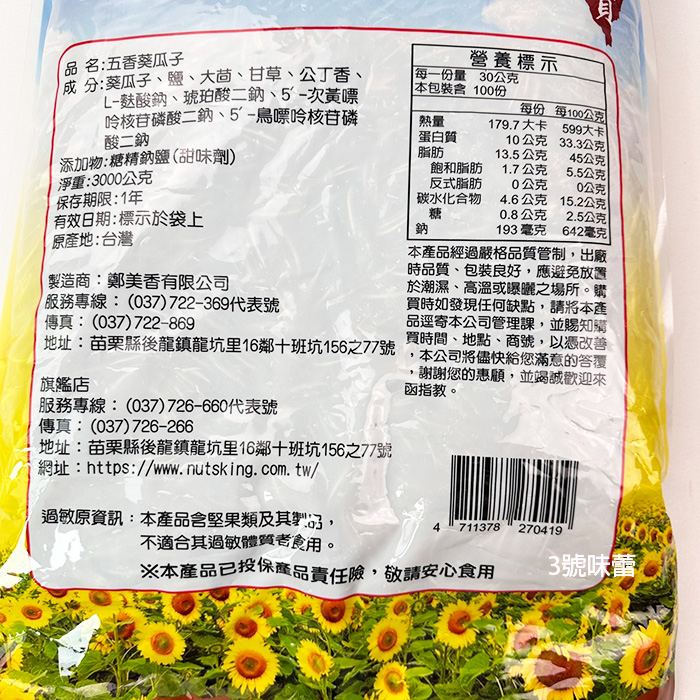 寶
品 名:五香葵瓜子
成 分:葵瓜子、鹽、大茴、甘草、公丁香、
L-麩酸鈉、琥珀酸二鈉、5′-次黃嘌
呤核苷磷酸二鈉、5′-鳥嘌呤核苷磷
酸二鈉
添加物:糖精鈉鹽(甜味劑)
淨重:3000公克
保存期限:1年
有效日期:標示於袋上
原產地:台灣
製造商：鄭美香有限公司
服務專線：(037)722-369代表號
傳真：(037)722-869
地址：苗栗縣後龍鎮龍坑里16鄰十班坑156之77號
旗艦店
服務專線：(037)726-660代表號
傳真：(037)726-266
地址：苗栗縣後龍鎮龍坑里16鄰十班坑156之77號
網址：https://www.nutsking.com.tw/
過敏原資訊：本產品含堅果類及其製品，
不適合其過敏體質者食用。
※本產品已投保產品責任險，敬請安心食用
營養標示
每一份量 30公克
本包裝含 100份
每份 每100公克
熱量 179.7大卡 599大卡
蛋白質 10公克 33.3公克
脂肪 13.5公克 45公克
飽和脂肪 1.7公克 5.5公克
反式脂肪 0公克 0公克
碳水化合物 4.6公克 15.2公克
糖 0.8公克 2.5公克
鈉 193毫克 642毫克
本產品經過嚴格品質管制，出廠
時品質、包裝良好，應避免放置
於潮濕、高溫或曝曬之場所。購
買時如發現任何缺點，請將本產
品逕寄本公司管理課，並賜知購
買時間、地點、商號，以憑改善
，本公司將儘快給您滿意的答覆
，謝謝您的惠顧，並竭誠歡迎來
函指教。
4 711378 270419
3號味蕾